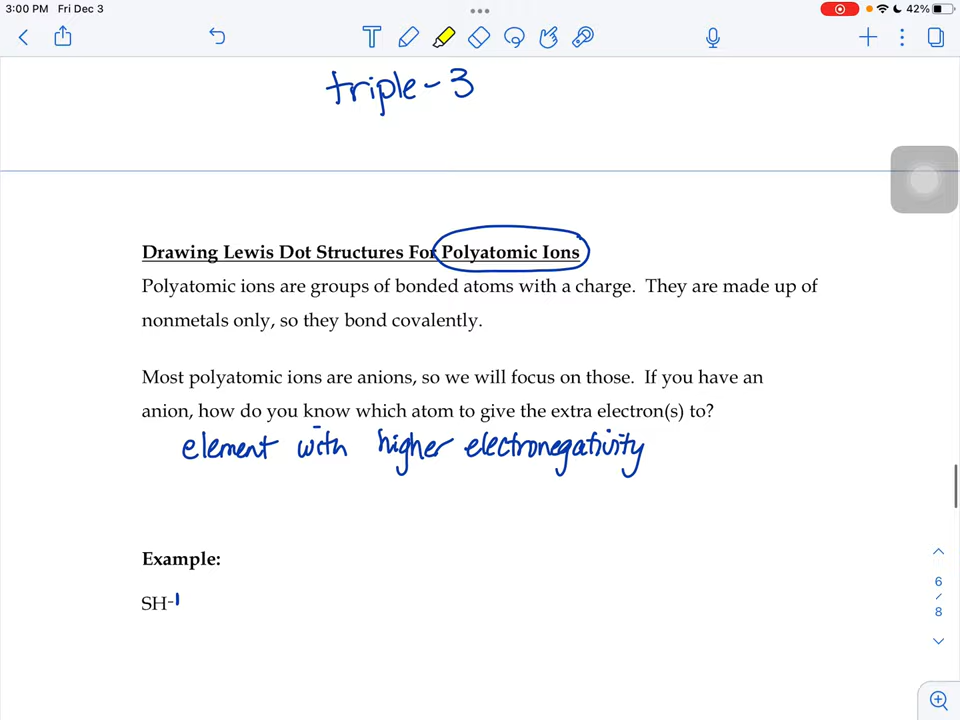 3:00 PM Fri Dec 3
42%
T
triple - 3
Drawing Lewis Dot Structures For Polyatomic Ions
Polyatomic ions are groups of bonded atoms with a charge. They are made up of
nonmetals only, so they bond covalently.
Most polyatomic ions are anions, so we will focus on those. If you have an
anion, how do you know which atom to give the extra electron(s) to?
element with higher electronegativity
Example:
SH-1
6
/
8